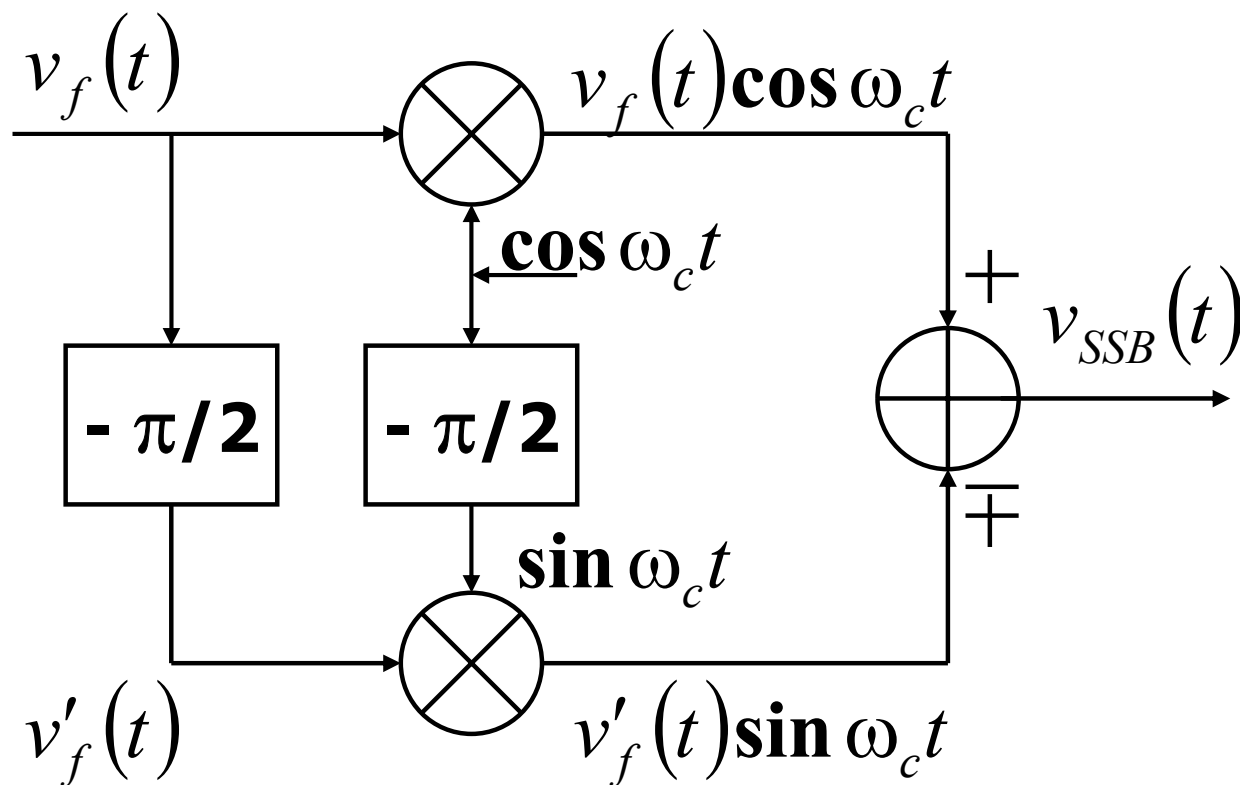 v_f(t)
v_f(t)cos ω_c t
cos ω_c t
+
v_SSB(t)
- π/2
- π/2
∓
sin ω_c t
v′_f(t)
v′_f(t)sin ω_c t